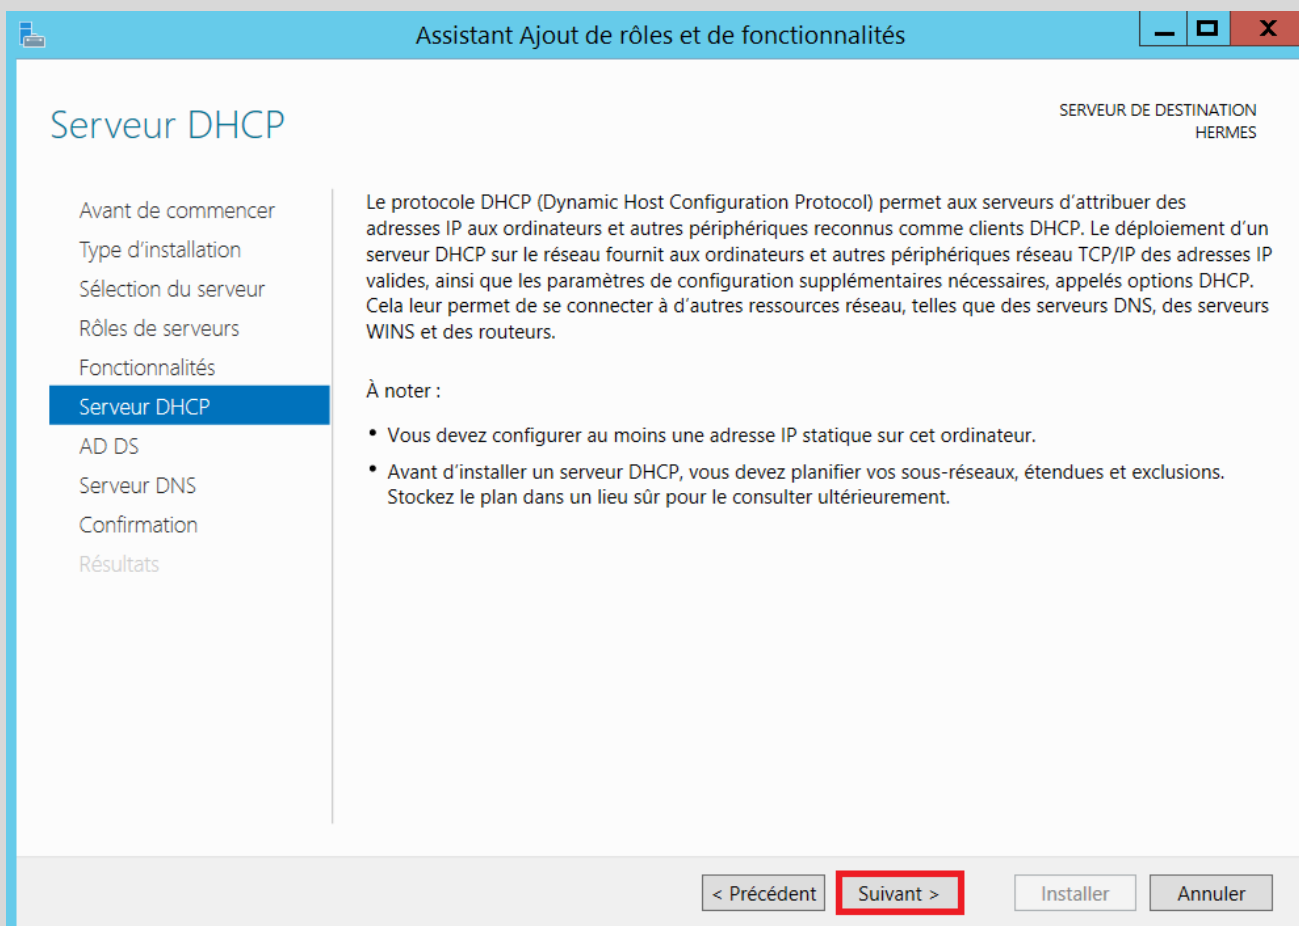 Assistant Ajout de rôles et de fonctionnalités
X
Serveur DHCP
SERVEUR DE DESTINATION
HERMES
Avant de commencer
Type d'installation
Sélection du serveur
Rôles de serveurs
Fonctionnalités
Serveur DHCP
AD DS
Serveur DNS
Confirmation
Résultats
Le protocole DHCP (Dynamic Host Configuration Protocol) permet aux serveurs d'attribuer des
adresses IP aux ordinateurs et autres périphériques reconnus comme clients DHCP. Le déploiement d'un
serveur DHCP sur le réseau fournit aux ordinateurs et autres périphériques réseau TCP/IP des adresses IP
valides, ainsi que les paramètres de configuration supplémentaires nécessaires, appelés options DHCP.
Cela leur permet de se connecter à d'autres ressources réseau, telles que des serveurs DNS, des serveurs
WINS et des routeurs.
À noter :
• Vous devez configurer au moins une adresse IP statique sur cet ordinateur.
• Avant d'installer un serveur DHCP, vous devez planifier vos sous-réseaux, étendues et exclusions.
Stockez le plan dans un lieu sûr pour le consulter ultérieurement.
< Précédent
Suivant >
Installer
Annuler